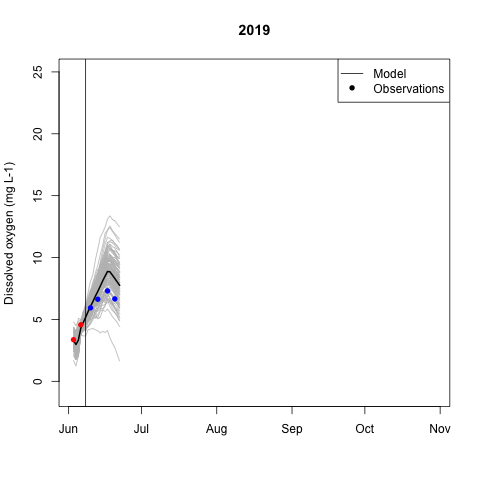 2019
Model
Observations
Dissolved oxygen (mg L-1)
25
20
15
10
5
0
Jun Jul Aug Sep Oct Nov